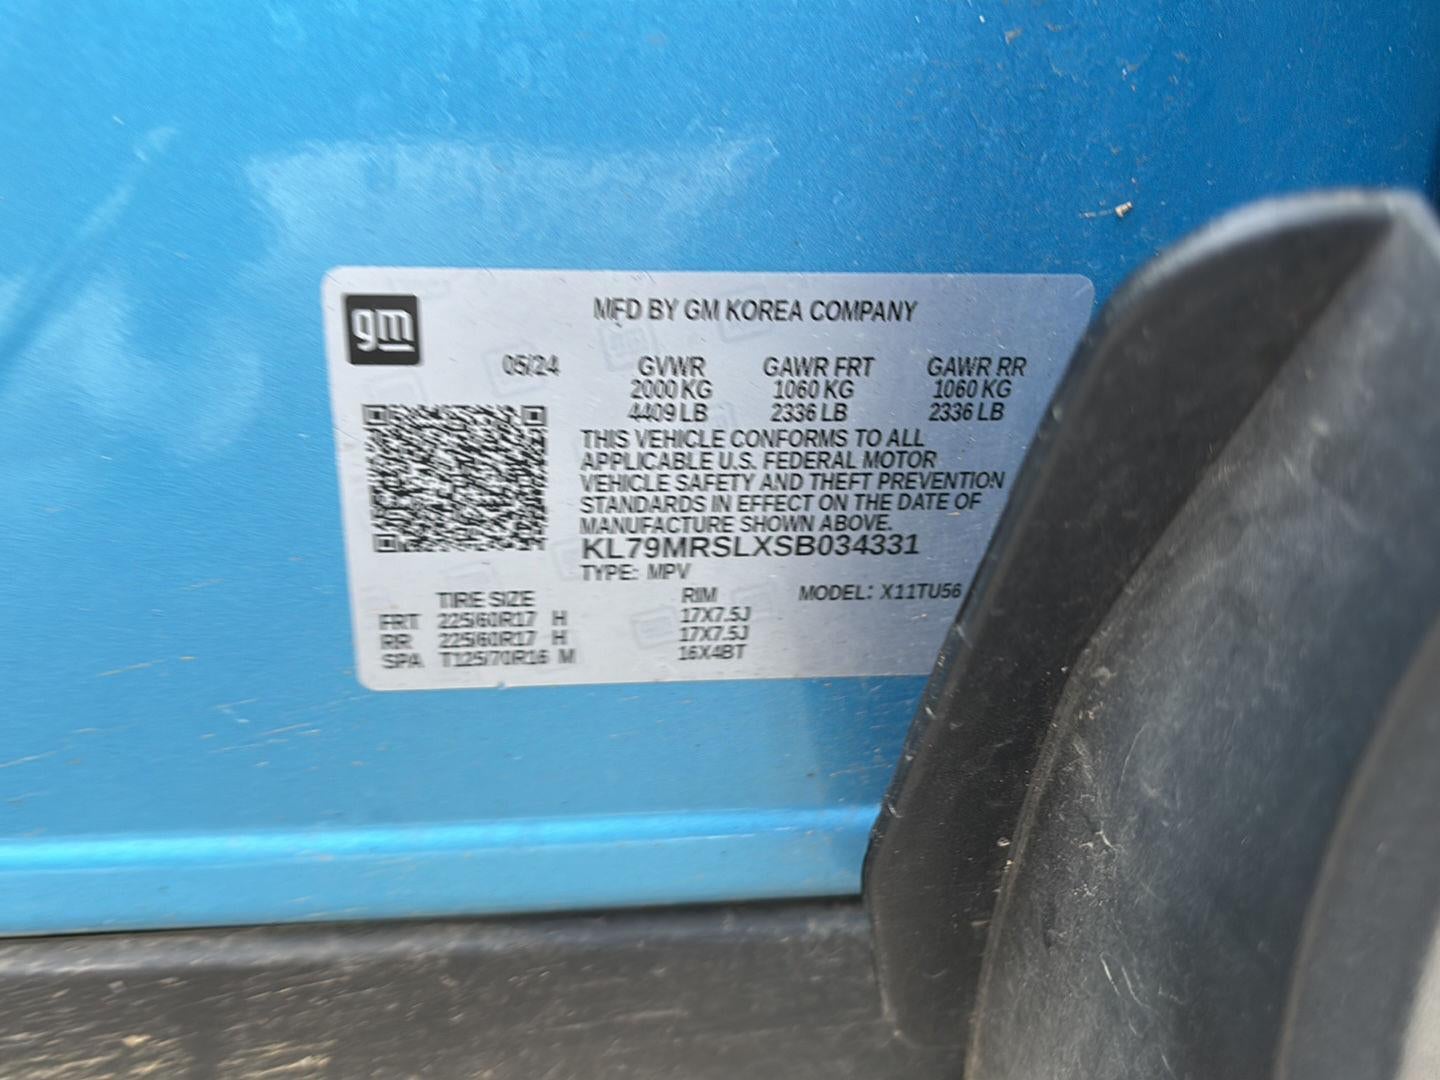 gm
MFD BY GM KOREA COMPANY
05/24 GVWR GAWR FRT GAWR RR
2000 KG 1060 KG 1060 KG
4409 LB 2336 LB 2336 LB
THIS VEHICLE CONFORMS TO ALL
APPLICABLE U.S. FEDERAL MOTOR
VEHICLE SAFETY AND THEFT PREVENTION
STANDARDS IN EFFECT ON THE DATE OF
MANUFACTURE SHOWN ABOVE.
KL79MRSLXSB034331
TYPE: MPV
TIRE SIZE RIM MODEL: X11TU56
FRT 225/60R17 H 17X7.5J
RR 225/60R17 H 17X7.5J
SPA T125/70R16 M 16X4BT